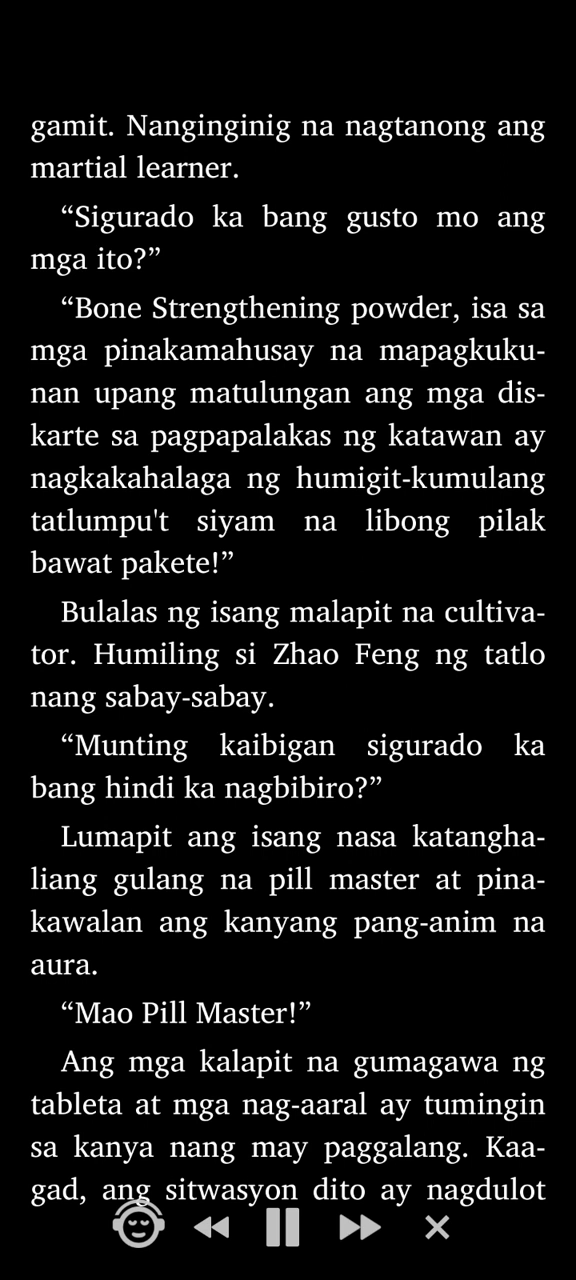 gamit. Nanginginig na nagtanong ang
martial learner.
“Sigurado ka bang gusto mo ang
mga ito?”
“Bone Strengthening powder, isa sa
mga pinakamahusay na mapagkuku-
nan upang matulungan ang mga dis-
karte sa pagpapalakas ng katawan ay
nagkakahalaga ng humigit-kumulang
tatlumpu't siyam na libong pilak
bawat pakete!”
Bulalas ng isang malapit na cultiva-
tor. Humiling si Zhao Feng ng tatlo
nang sabay-sabay.
“Munting kaibigan sigurado ka
bang hindi ka nagbibiro?”
Lumapit ang isang nasa katangha-
liang gulang na pill master at pina-
kawalan ang kanyang pang-anim na
aura.
“Mao Pill Master!”
Ang mga kalapit na gumagawa ng
tableta at mga nag-aaral ay tumingin
sa kanya nang may paggalang. Kaa-
gad, ang sitwasyon dito ay nagdulot